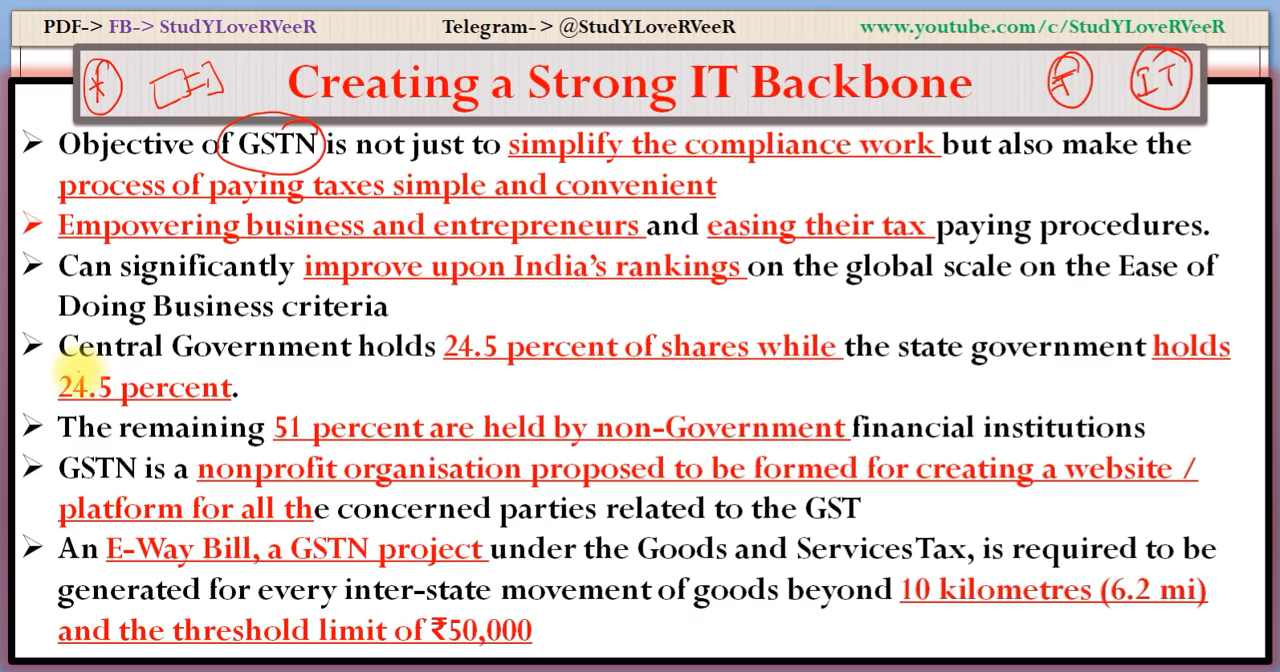 PDF-> FB-> StudYLoveRVeeR Telegram- > @StudYLoveRVeeR www.youtube.com/c/StudYLoveRVeeR
Creating a Strong IT Backbone IT
➢ Objective of GSTN is not just to simplify the compliance work but also make the
process of paying taxes simple and convenient
➢ Empowering business and entrepreneurs and easing their tax paying procedures.
➢ Can significantly improve upon India's rankings on the global scale on the Ease of
Doing Business criteria
➢ Central Government holds 24.5 percent of shares while the state government holds
24.5 percent.
➢ The remaining 51 percent are held by non-Government financial institutions
➢ GSTN is a nonprofit organisation proposed to be formed for creating a website /
platform for all the concerned parties related to the GST
➢ An E-Way Bill, a GSTN project under the Goods and Services Tax, is required to be
generated for every inter-state movement of goods beyond 10 kilometres (6.2 mi)
and the threshold limit of ₹50,000